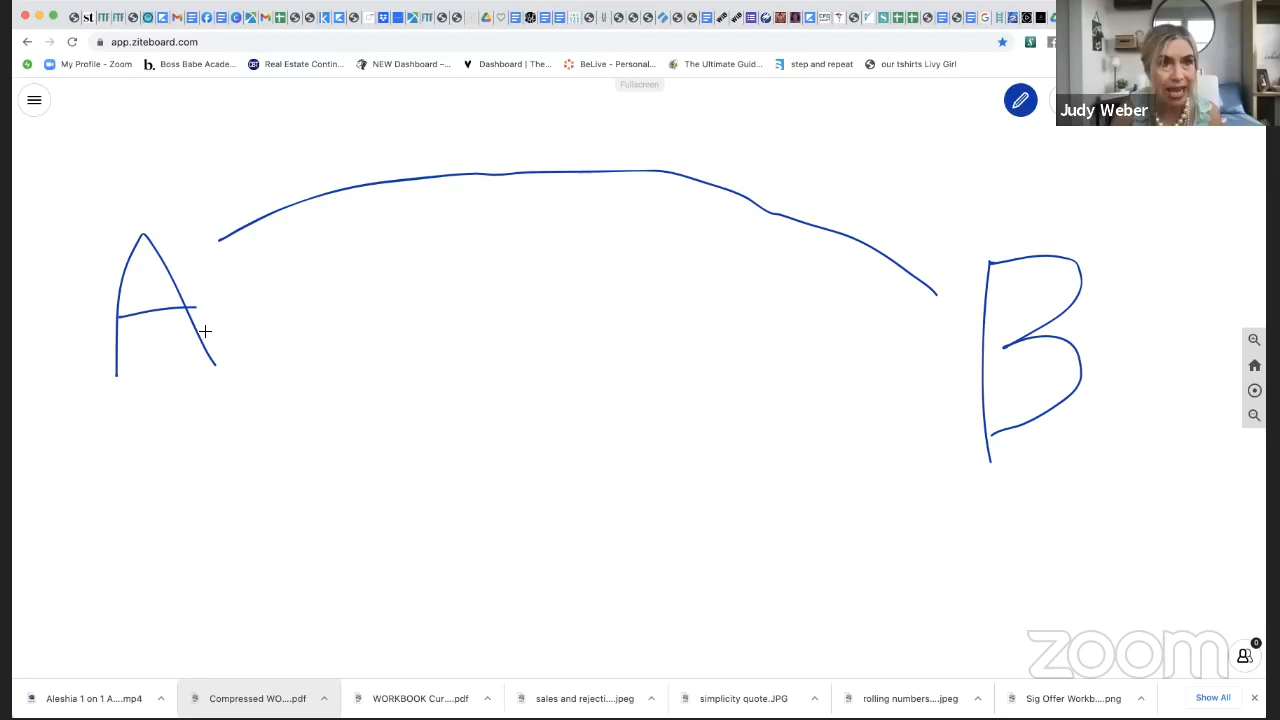 app.ziteboard.com
My Profile - Zoom
b. Boss Babe Acade...
CBT Real Estate Contin...
NEW Dashboard –...
Dashboard | The...
BeLive - Personal...
The Ultimate Guid...
step and repeat
our tshirts Livy Girl
Fullscreen
Judy Weber
A
B
zoom
0
Aleshia 1 on 1 A....mp4
Compressed WO....pdf
WORKBOOK Cur....pdf
sales and rejecti....jpeg
simplicity quote.JPG
rolling numbers....jpeg
Sig Offer Workb....png
Show All